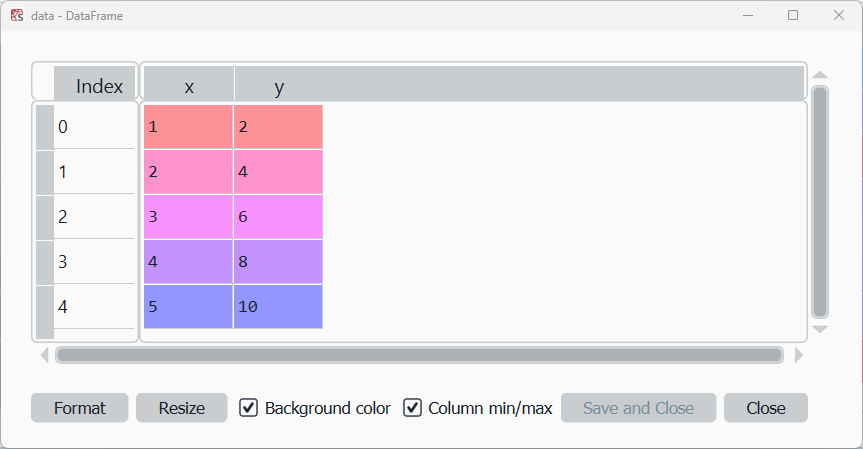 data - DataFrame
Index x y
0 1 2
1 2 4
2 3 6
3 4 8
4 5 10
Format Resize Background color Column min/max Save and Close Close